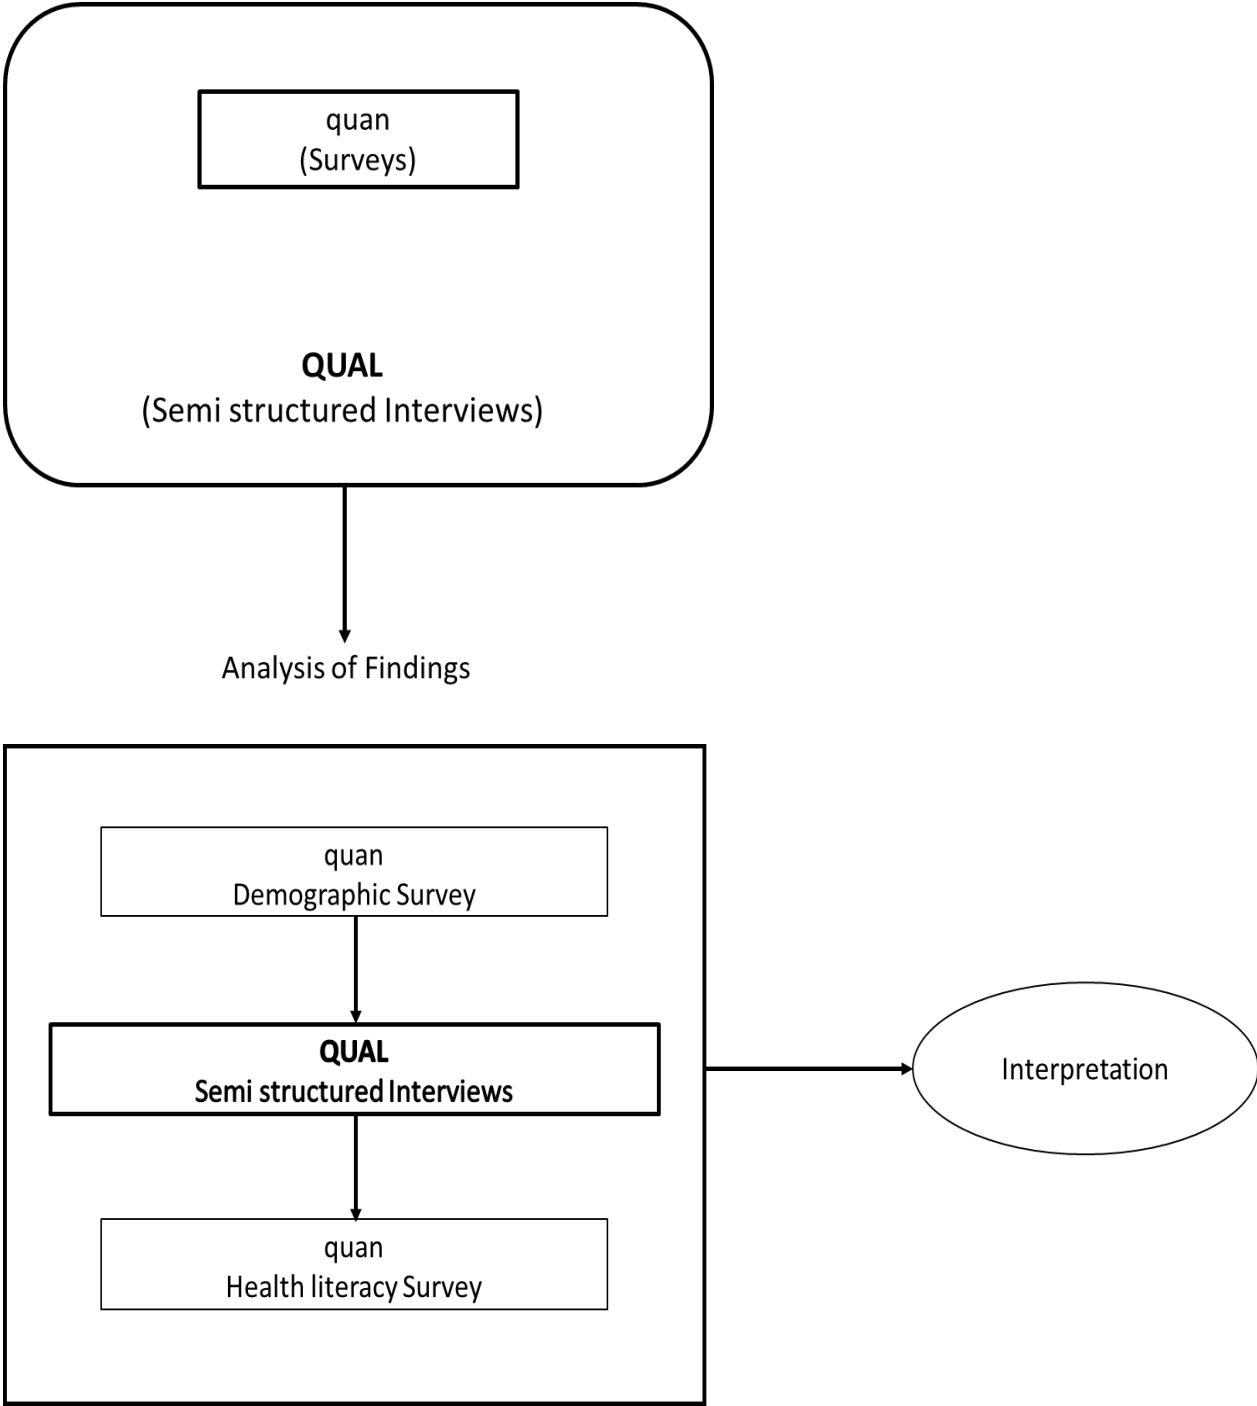 quan
(Surveys)
QUAL
(Semi structured Interviews)
Analysis of Findings
quan
Demographic Survey
QUAL
Semi structured Interviews
Interpretation
quan
Health literacy Survey